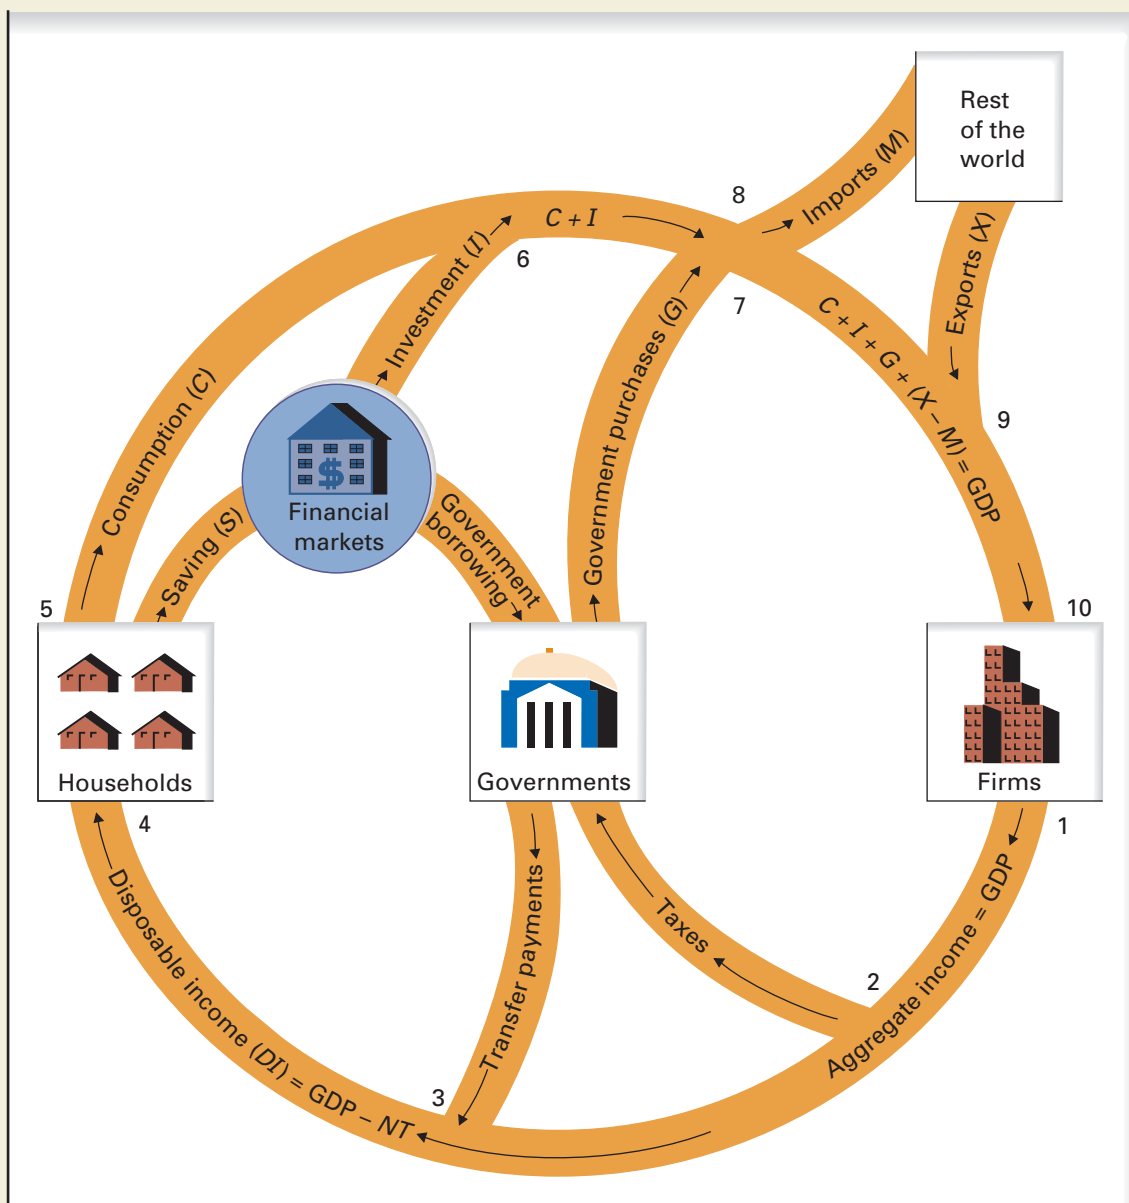 Rest
of the
world
8
Imports (M)
C + I
Exports (X)
Investment (I)
6
7
Government purchases (G)
C + I + G + (X – M) = GDP
Consumption (C)
9
$
Financial
markets
Saving (S)
Government
borrowing
5
10
Households
Governments
Firms
4
1
Disposable income (DI) = GDP – NT
Transfer payments
Taxes
2
Aggregate income = GDP
3